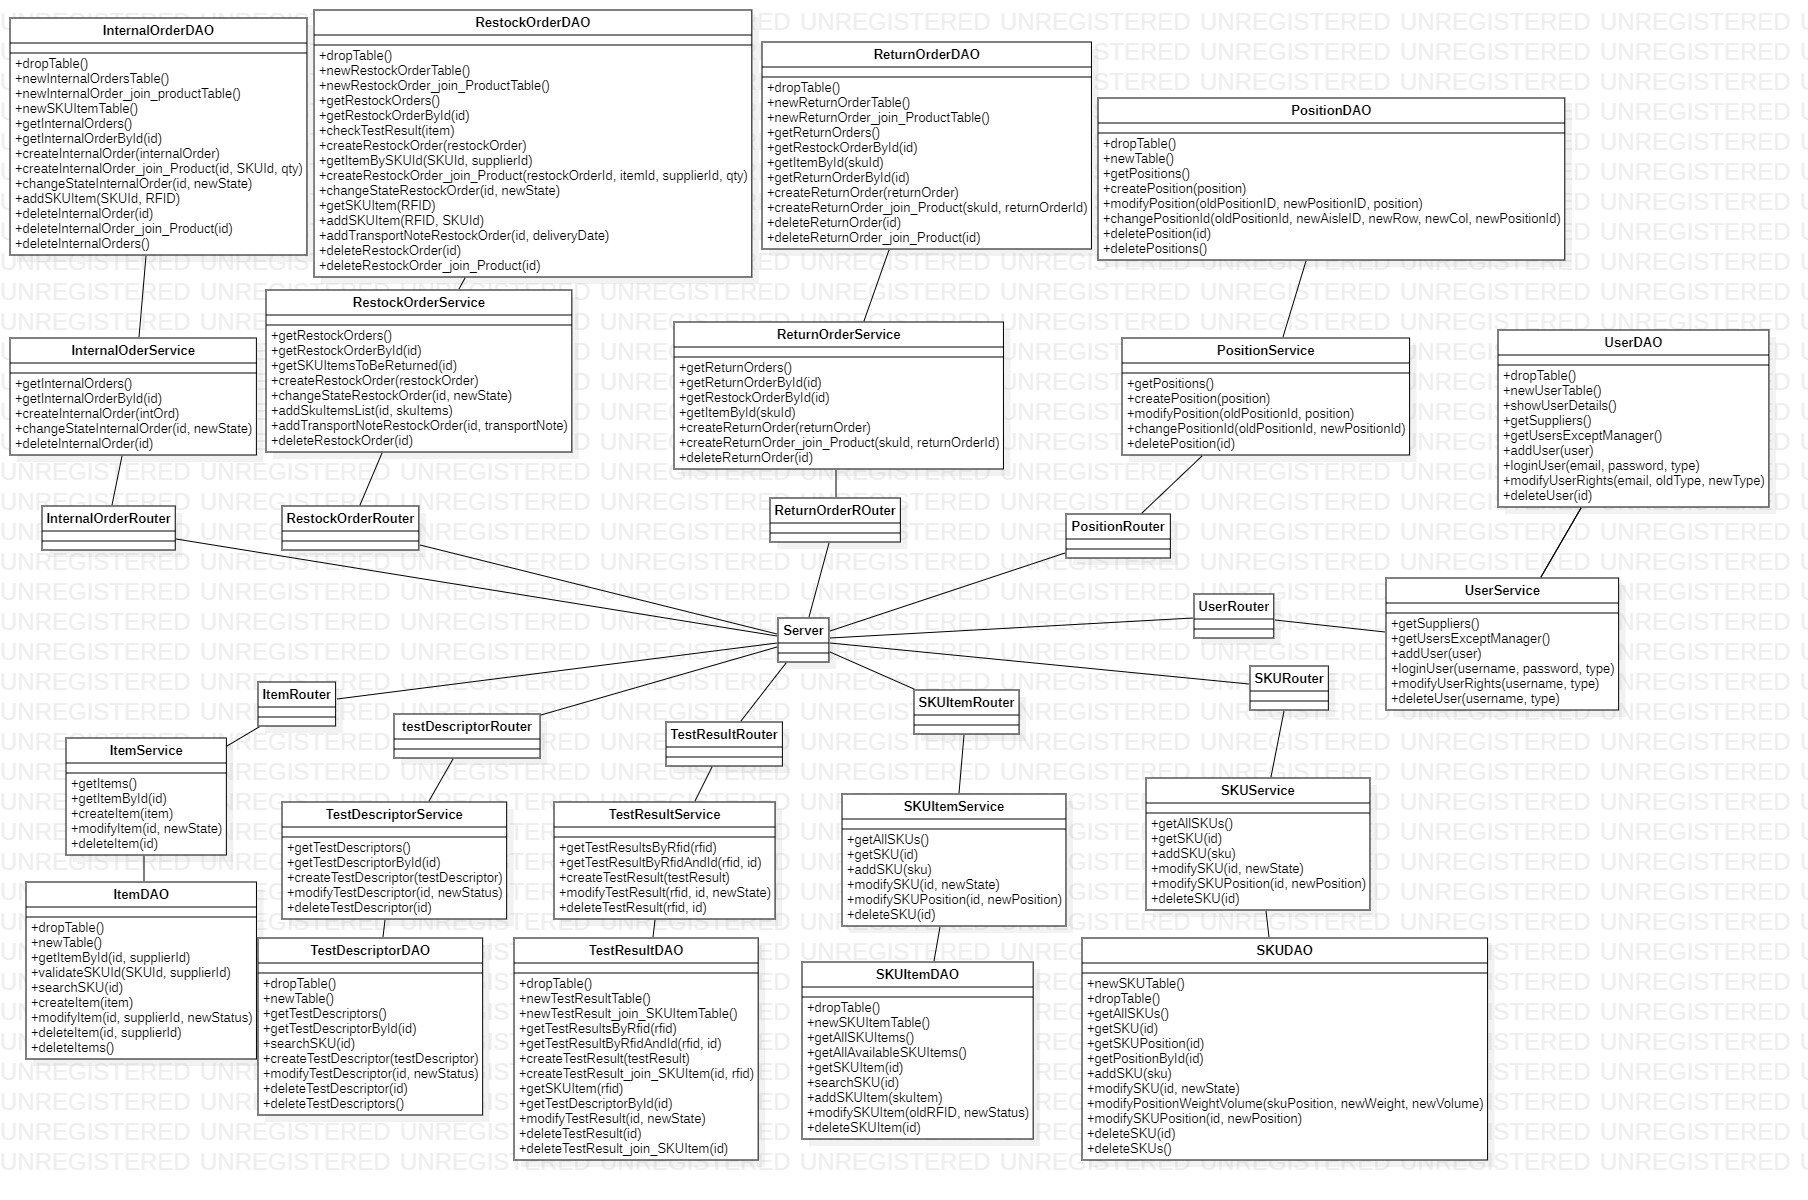 InternalOrderDAO
+dropTable()
+newInternalOrdersTable()
+newInternalOrder_join_productTable()
+newSKUItemTable()
+getInternalOrders()
+getInternalOrderById(id)
+createInternalOrder(internalOrder)
+createInternalOrder_join_Product(id, SKUId, qty)
+changeStateInternalOrder(id, newState)
+addSKUItem(SKUId, RFID)
+deleteInternalOrder(id)
+deleteInternalOrder_join_Product(id)
+deleteInternalOrders()
RestockOrderDAO
+dropTable()
+newRestockOrderTable()
+newRestockOrder_join_ProductTable()
+getRestockOrders()
+getRestockOrderById(id)
+checkTestResult(item)
+createRestockOrder(restockOrder)
+getItemBySKUId(SKUId, supplierId)
+createRestockOrder_join_Product(restockOrderId, itemId, supplierId, qty)
+changeStateRestockOrder(id, newState)
+getSKUItem(RFID)
+addSKUItem(RFID, SKUId)
+addTransportNoteRestockOrder(id, deliveryDate)
+deleteRestockOrder(id)
+deleteRestockOrder_join_Product(id)
ReturnOrderDAO
+dropTable()
+newReturnOrderTable()
+newReturnOrder_join_ProductTable()
+getReturnOrders()
+getRestockOrderById(id)
+getItemById(skuId)
+getReturnOrderById(id)
+createReturnOrder(returnOrder)
+createReturnOrder_join_Product(skuId, returnOrderId)
+deleteReturnOrder(id)
+deleteReturnOrder_join_Product(id)
PositionDAO
+dropTable()
+newTable()
+getPositions()
+createPosition(position)
+modifyPosition(oldPositionID, newPositionID, position)
+changePositionId(oldPositionId, newAisleID, newRow, newCol, newPositionId)
+deletePosition(id)
+deletePositions()
InternalOderService
+getInternalOrders()
+getInternalOrderById(id)
+createInternalOrder(intOrd)
+changeStateInternalOrder(id, newState)
+deleteInternalOrder(id)
RestockOrderService
+getRestockOrders()
+getRestockOrderById(id)
+getSKUItemsToBeReturned(id)
+createRestockOrder(restockOrder)
+changeStateRestockOrder(id, newState)
+addSkuItemsList(id, skuItems)
+addTransportNoteRestockOrder(id, transportNote)
+deleteRestockOrder(id)
ReturnOrderService
+getReturnOrders()
+getReturnOrderById(id)
+getRestockOrderById(id)
+getItemById(skuId)
+createReturnOrder(returnOrder)
+createReturnOrder_join_Product(skuId, returnOrderId)
+deleteReturnOrder(id)
PositionService
+getPositions()
+createPosition(position)
+modifyPosition(oldPositionId, position)
+changePositionId(oldPositionId, newPositionId)
+deletePosition(id)
UserDAO
+dropTable()
+newUserTable()
+showUserDetails()
+getSuppliers()
+getUsersExceptManager()
+addUser(user)
+loginUser(email, password, type)
+modifyUserRights(email, oldType, newType)
+deleteUser(id)
InternalOrderRouter
RestockOrderRouter
ReturnOrderROuter
PositionRouter
UserRouter
UserService
+getSuppliers()
+getUsersExceptManager()
+addUser(user)
+loginUser(username, password, type)
+modifyUserRights(username, type)
+deleteUser(username, type)
Server
ItemRouter
testDescriptorRouter
TestResultRouter
SKUItemRouter
SKURouter
ItemService
+getItems()
+getItemById(id)
+createItem(item)
+modifyItem(id, newState)
+deleteItem(id)
TestDescriptorService
+getTestDescriptors()
+getTestDescriptorById(id)
+createTestDescriptor(testDescriptor)
+modifyTestDescriptor(id, newStatus)
+deleteTestDescriptor(id)
TestResultService
+getTestResultsByRfid(rfid)
+getTestResultByRfidAndId(rfid, id)
+createTestResult(testResult)
+modifyTestResult(rfid, id, newState)
+deleteTestResult(rfid, id)
SKUItemService
+getAllSKUs()
+getSKU(id)
+addSKU(sku)
+modifySKU(id, newState)
+modifySKUPosition(id, newPosition)
+deleteSKU(id)
SKUService
+getAllSKUs()
+getSKU(id)
+addSKU(sku)
+modifySKU(id, newState)
+modifySKUPosition(id, newPosition)
+deleteSKU(id)
ItemDAO
+dropTable()
+newTable()
+getItemById(id, supplierId)
+validateSKUId(SKUId, supplierId)
+searchSKU(id)
+createItem(item)
+modifyItem(id, supplierId, newStatus)
+deleteItem(id, supplierId)
+deleteItems()
TestDescriptorDAO
+dropTable()
+newTable()
+getTestDescriptors()
+getTestDescriptorById(id)
+searchSKU(id)
+createTestDescriptor(testDescriptor)
+modifyTestDescriptor(id, newStatus)
+deleteTestDescriptor(id)
+deleteTestDescriptors()
TestResultDAO
+dropTable()
+newTestResultTable()
+newTestResult_join_SKUItemTable()
+getTestResultsByRfid(rfid)
+getTestResultByRfidAndId(rfid, id)
+createTestResult(testResult)
+createTestResult_join_SKUItem(id, rfid)
+getSKUItem(rfid)
+getTestDescriptorById(id)
+modifyTestResult(id, newState)
+deleteTestResult(id)
+deleteTestResult_join_SKUItem(id)
SKUItemDAO
+dropTable()
+newSKUItemTable()
+getAllSKUItems()
+getAllAvailableSKUItems()
+getSKUItem(id)
+searchSKU(id)
+addSKUItem(skuItem)
+modifySKUItem(oldRFID, newStatus)
+deleteSKUItem(id)
SKUDAO
+newSKUTable()
+dropTable()
+getAllSKUs()
+getSKU(id)
+getSKUPosition(id)
+getPositionById(id)
+addSKU(sku)
+modifySKU(id, newState)
+modifyPositionWeightVolume(skuPosition, newWeight, newVolume)
+modifySKUPosition(id, newPosition)
+deleteSKU(id)
+deleteSKUs()